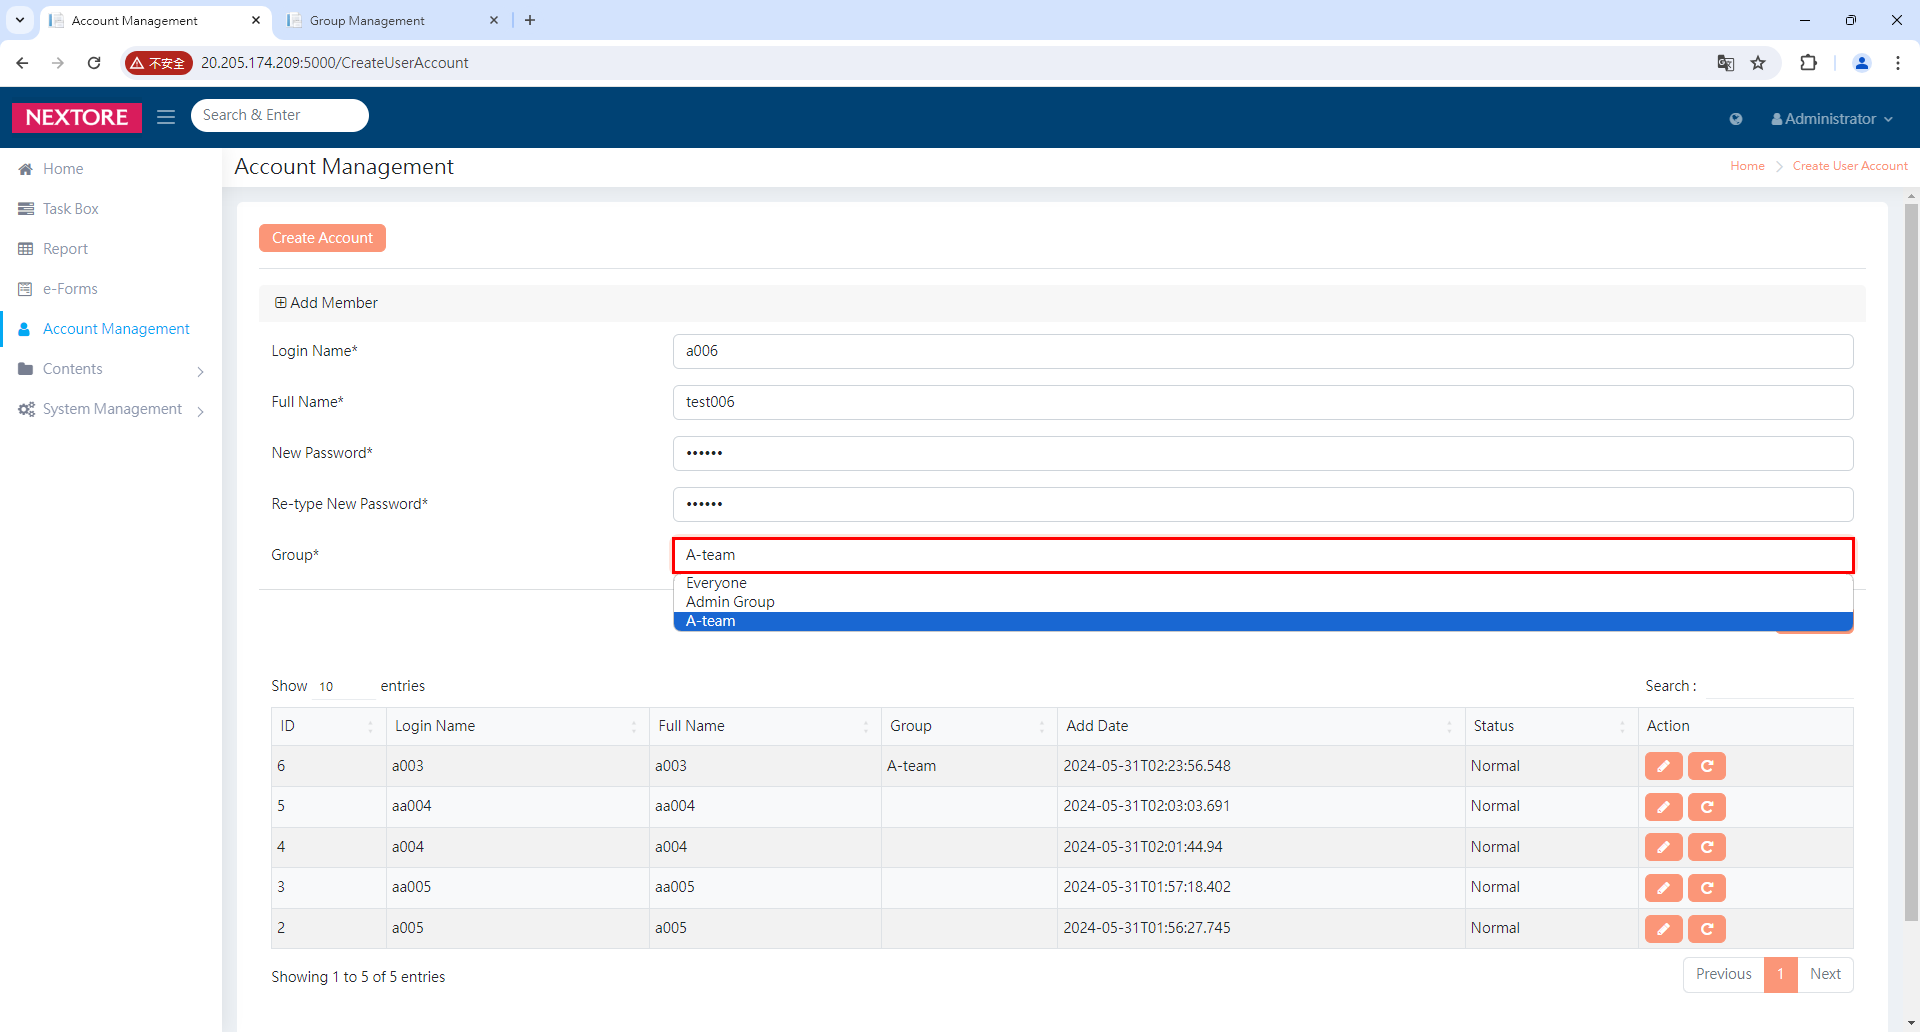 Account Management
Group Management
不安全
20.205.174.209:5000/CreateUserAccount
NEXTORE
Search & Enter
Administrator
Home
Task Box
Report
e-Forms
Account Management
Contents
System Management
Account Management
Home
Create User Account
Create Account
Add Member
Login Name*
a006
Full Name*
test006
New Password*
••••••
Re-type New Password*
••••••
Group*
A-team
Everyone
Admin Group
A-team
Show 10 entries
Search :
ID Login Name Full Name Group Add Date Status Action
6 a003 a003 A-team 2024-05-31T02:23:56.548 Normal
5 aa004 aa004 2024-05-31T02:03:03.691 Normal
4 a004 a004 2024-05-31T02:01:44.94 Normal
3 aa005 aa005 2024-05-31T01:57:18.402 Normal
2 a005 a005 2024-05-31T01:56:27.745 Normal
Showing 1 to 5 of 5 entries
Previous 1 Next